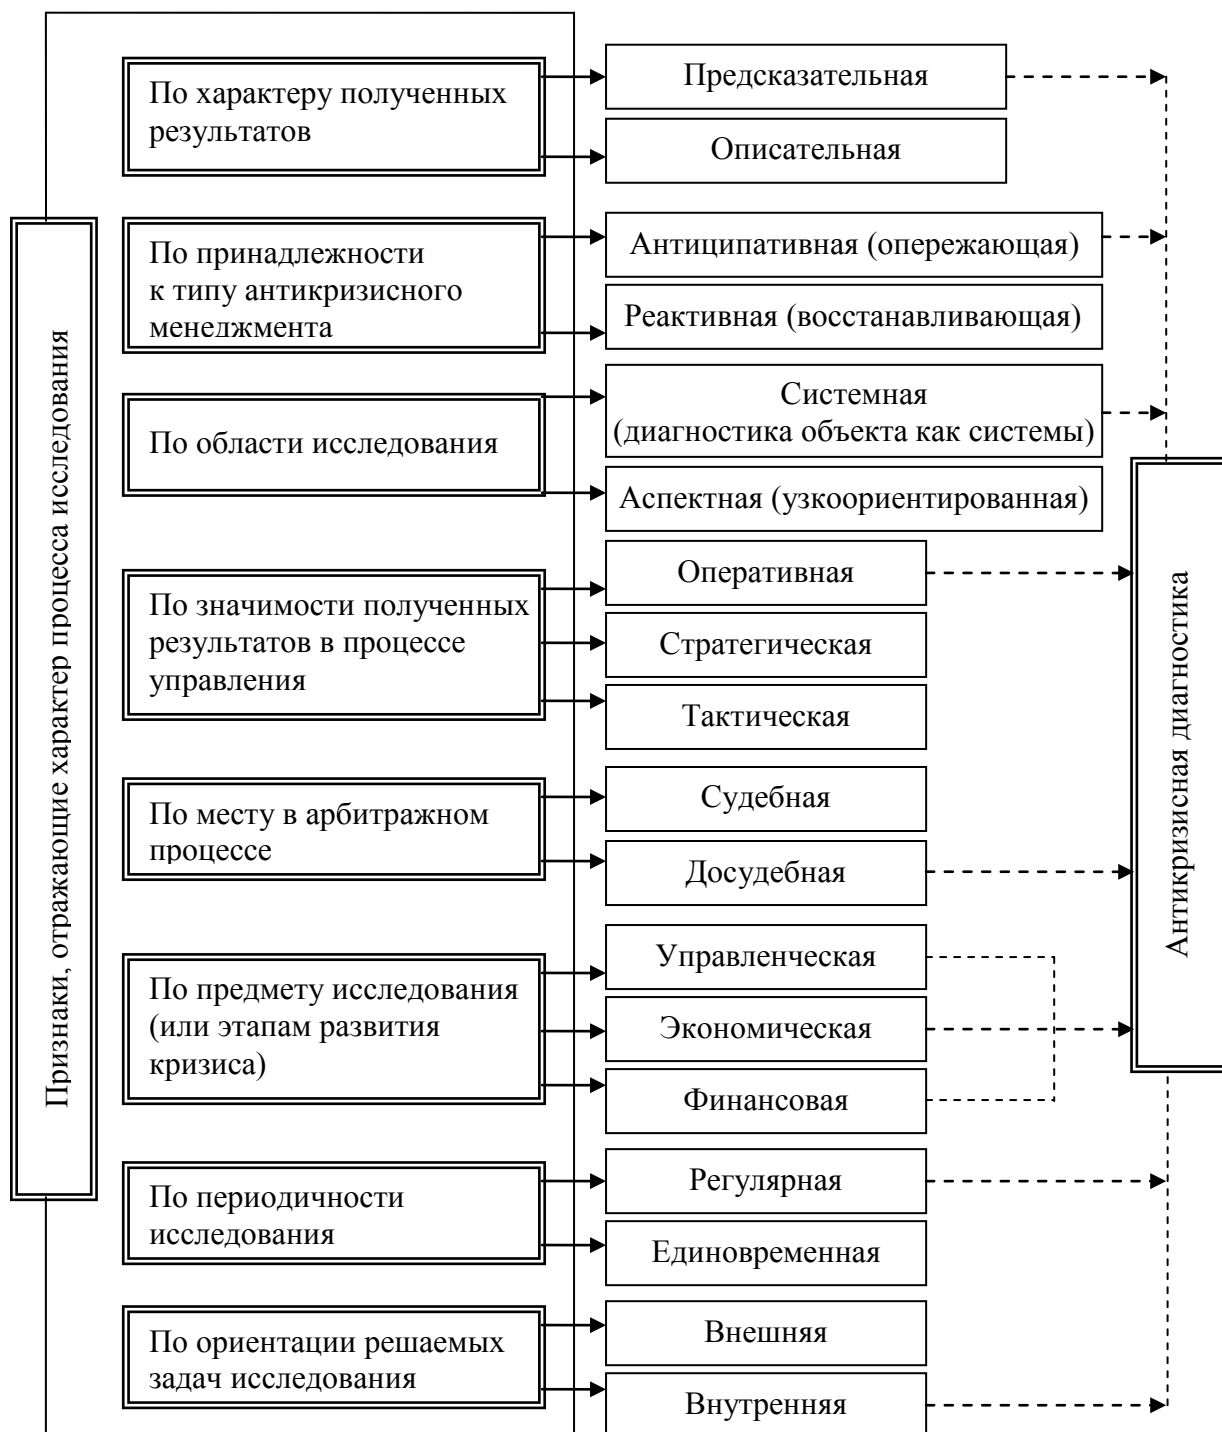 Признаки, отражающие характер процесса исследования
По характеру полученных
результатов
Предсказательная
Описательная
По принадлежности
к типу антикризисного
менеджмента
Антиципативная (опережающая)
Реактивная (восстанавливающая)
По области исследования
Системная
(диагностика объекта как системы)
Аспектная (узкоориентированная)
По значимости полученных
результатов в процессе
управления
Оперативная
Стратегическая
Тактическая
По месту в арбитражном
процессе
Судебная
Досудебная
По предмету исследования
(или этапам развития
кризиса)
Управленческая
Экономическая
Финансовая
По периодичности
исследования
Регулярная
Единовременная
По ориентации решаемых
задач исследования
Внешняя
Внутренняя
Антикризисная диагностика